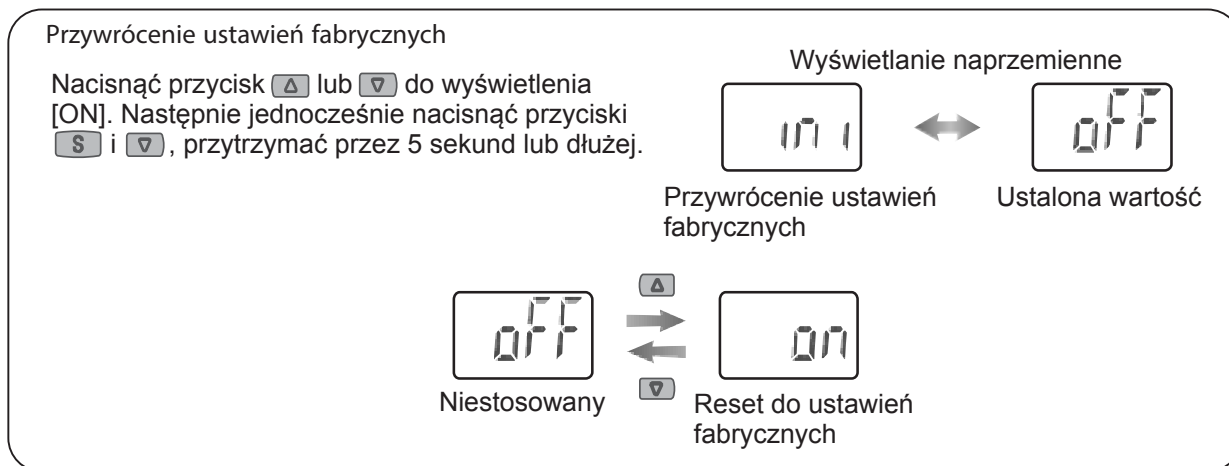 Przywrócenie ustawień fabrycznych
Nacisnąć przycisk △ lub ▽ do wyświetlenia
[ON]. Następnie jednocześnie nacisnąć przyciski
S i ▽, przytrzymać przez 5 sekund lub dłużej.
Wyświetlanie naprzemienne
ini
oFF
Przywrócenie ustawień
fabrycznych
Ustalona wartość
oFF
on
Niestosowany
Reset do ustawień
fabrycznych